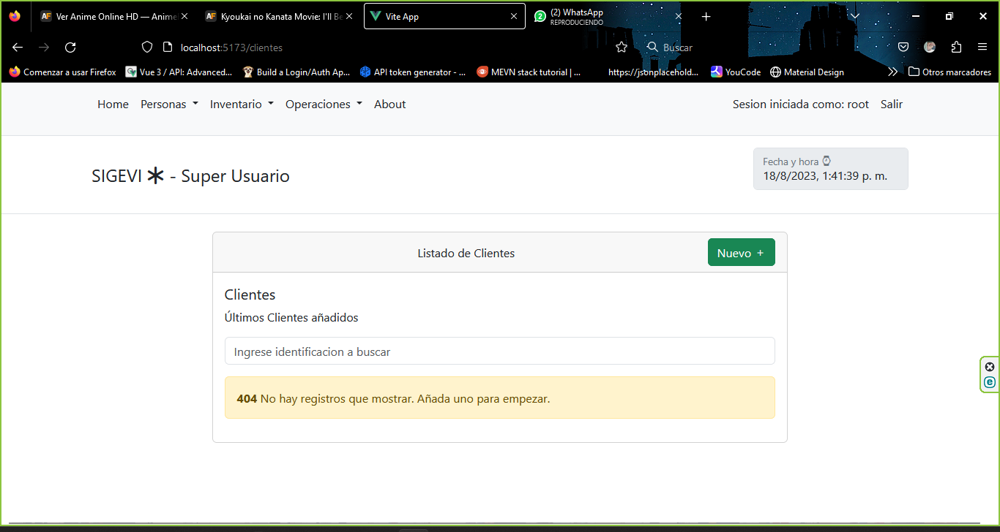 AF Ver Anime Online HD — Anime
AF Kyoukai no Kanata Movie: I'll Be
Vite App
2 (2) WhatsApp
REPRODUCIENDO
localhost:5173/clientes
Buscar
Comenzar a usar Firefox
Vue 3 / API: Advanced...
Build a Login/Auth Ap...
API token generator - ...
MEVN stack tutorial | ...
https://jsonplacehold...
YouCode
Material Design
Otros marcadores
Home Personas Inventario Operaciones About
Sesion iniciada como: root Salir
SIGEVI - Super Usuario
Fecha y hora
18/8/2023, 1:41:39 p. m.
Listado de Clientes
Nuevo +
Clientes
Últimos Clientes añadidos
Ingrese identificacion a buscar
404 No hay registros que mostrar. Añada uno para empezar.
e